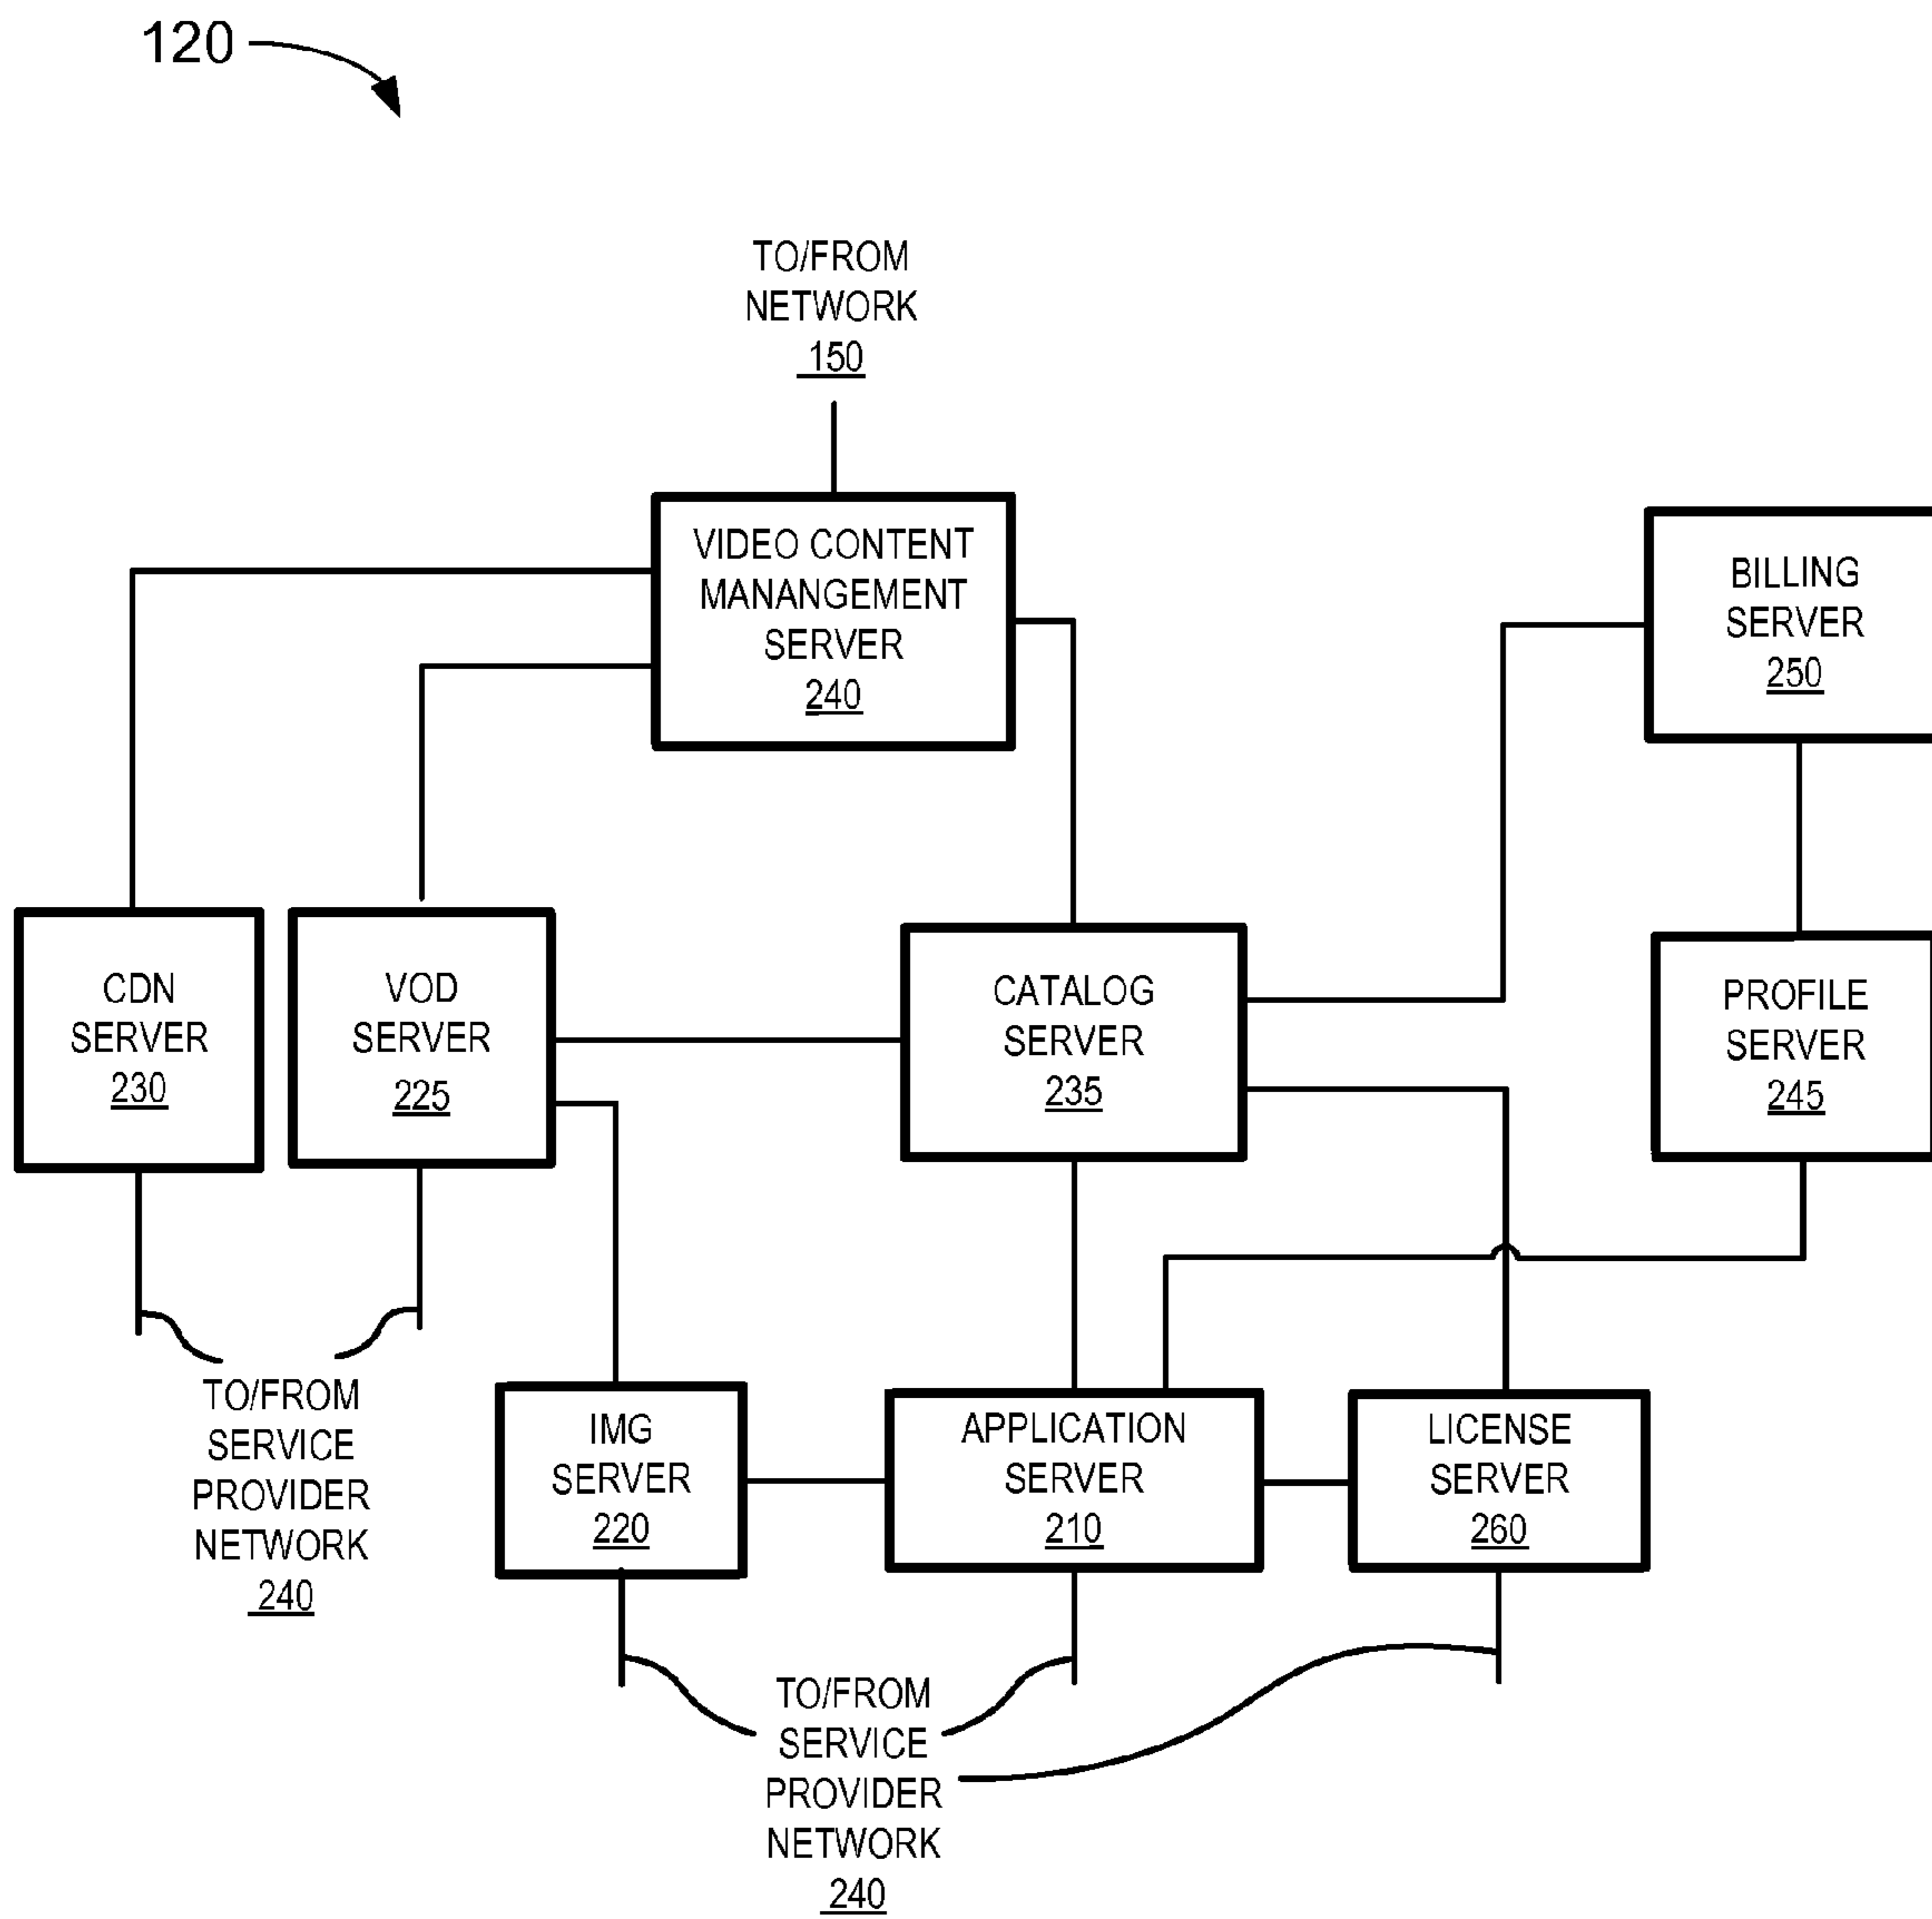 120
TO/FROM
NETWORK
150
VIDEO CONTENT
MANANGEMENT
SERVER
240
BILLING
SERVER
250
CDN
SERVER
230
VOD
SERVER
225
CATALOG
SERVER
235
PROFILE
SERVER
245
TO/FROM
SERVICE
PROVIDER
NETWORK
240
IMG
SERVER
220
APPLICATION
SERVER
210
LICENSE
SERVER
260
TO/FROM
SERVICE
PROVIDER
NETWORK
240